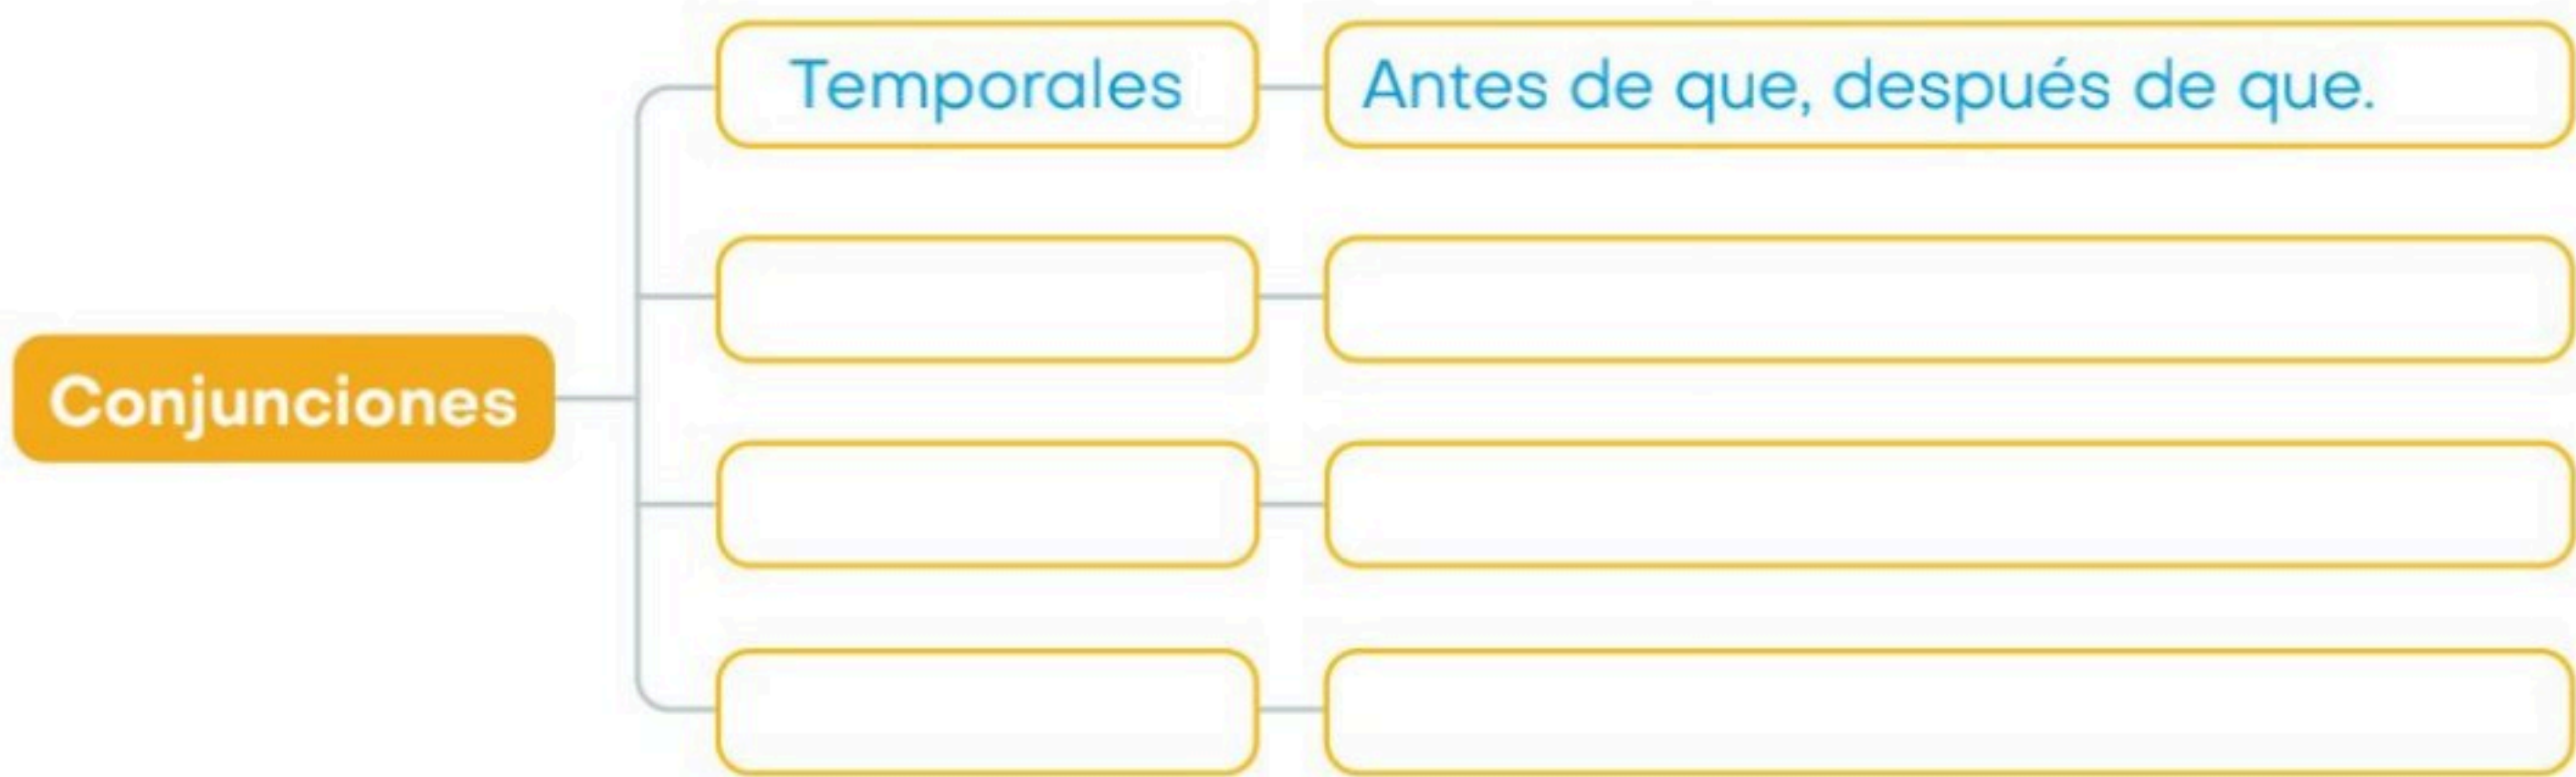 Temporales
Antes de que, después de que.
Conjunciones